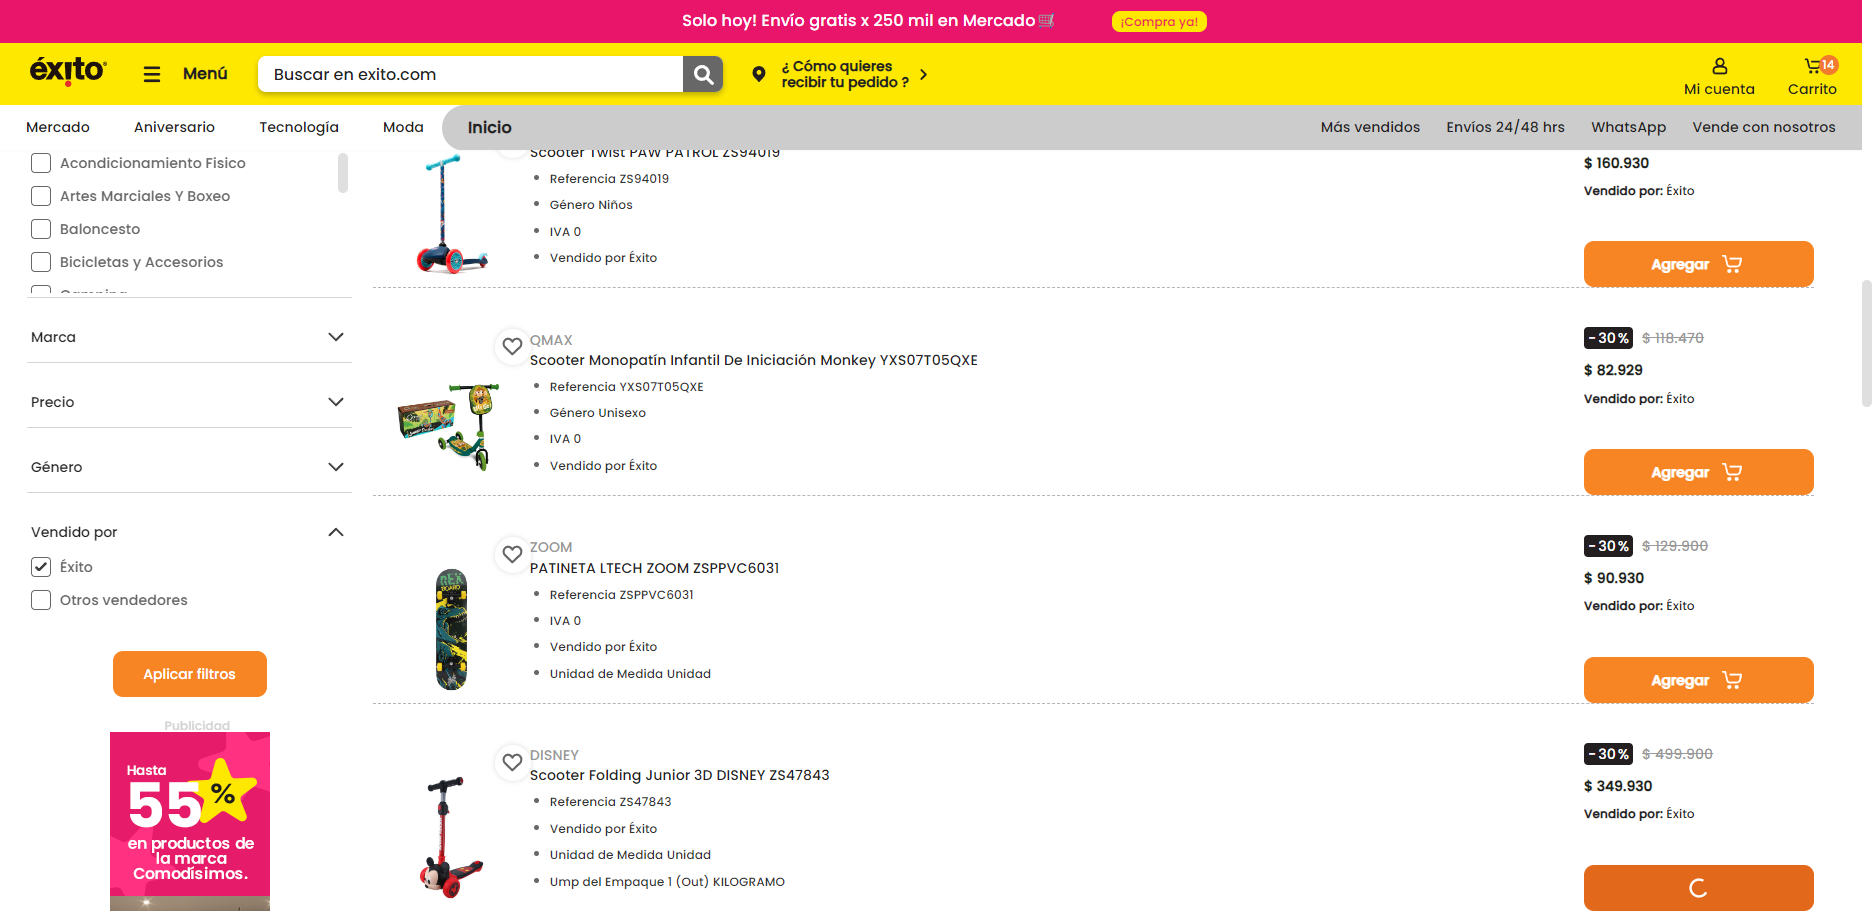 Solo hoy! Envío gratis x 250 mil en Mercado
¡Compra ya!
éxito
Menú
Buscar en exito.com
¿ Cómo quieres
recibir tu pedido ?
Mi cuenta
14
Carrito
Mercado
Aniversario
Tecnología
Moda
Inicio
Más vendidos
Envíos 24/48 hrs
WhatsApp
Vende con nosotros
Acondicionamiento Fisico
Artes Marciales Y Boxeo
Baloncesto
Bicicletas y Accesorios
Camping
Marca
Precio
Género
Vendido por
Éxito
Otros vendedores
Aplicar filtros
Publicidad
Hasta
55%
en productos de
la marca
Comodísimos.
Scooter Twist PAW PATROL ZS94019
Referencia ZS94019
Género Niños
IVA 0
Vendido por Éxito
$ 160.930
Vendido por: Éxito
Agregar
QMAX
Scooter Monopatín Infantil De Iniciación Monkey YXS07T05QXE
Referencia YXS07T05QXE
Género Unisexo
IVA 0
Vendido por Éxito
-30% $ 118.470
$ 82.929
Vendido por: Éxito
Agregar
ZOOM
PATINETA LTECH ZOOM ZSPPVC6031
Referencia ZSPPVC6031
IVA 0
Vendido por Éxito
Unidad de Medida Unidad
REX
-30% $ 129.900
$ 90.930
Vendido por: Éxito
Agregar
DISNEY
Scooter Folding Junior 3D DISNEY ZS47843
Referencia ZS47843
Vendido por Éxito
Unidad de Medida Unidad
Ump del Empaque 1 (Out) KILOGRAMO
-30% $ 499.900
$ 349.930
Vendido por: Éxito